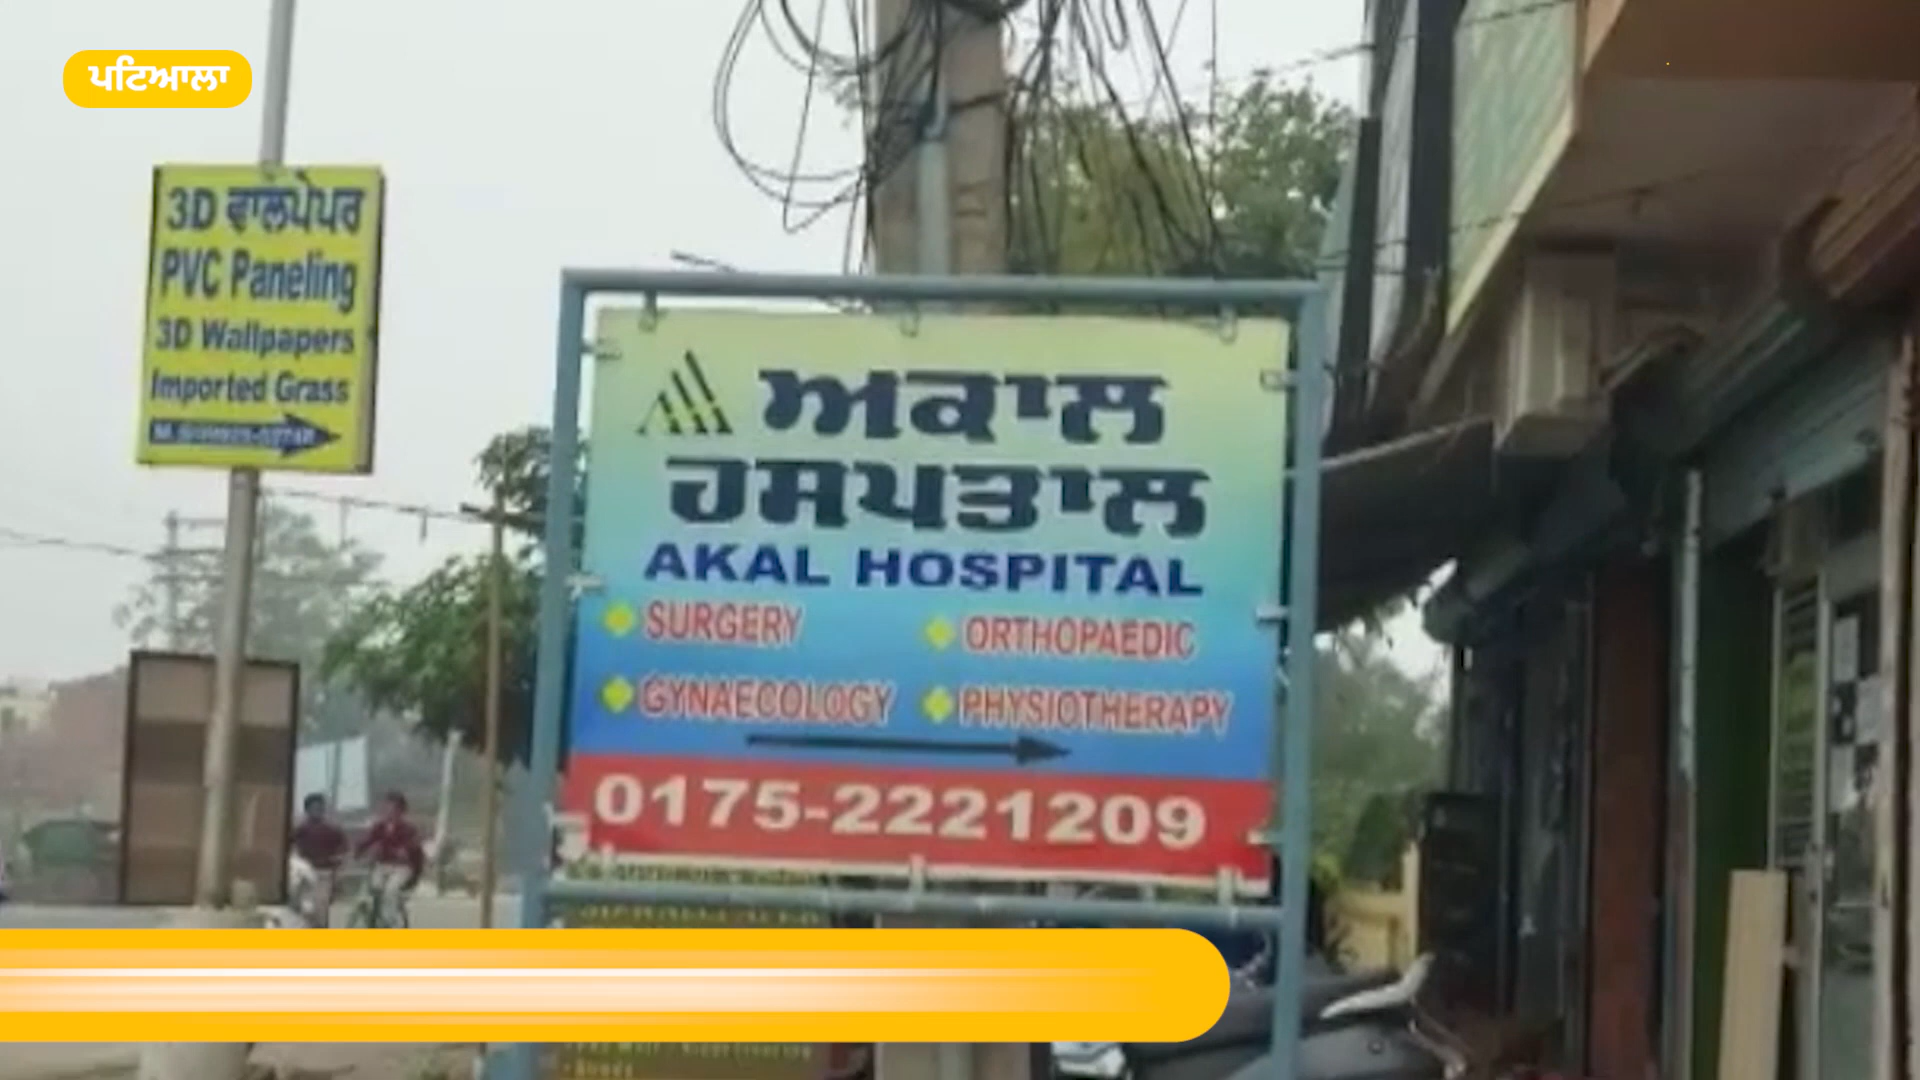 ਪਟਿਆਲਾ
3D ਵਾਲਪੇਪਰ
PVC Paneling
3D Wallpapers
Imported Grass
ਅਕਾਲ
ਹਸਪਤਾਲ
AKAL HOSPITAL
SURGERY
ORTHOPAEDIC
GYNAECOLOGY
PHYSIOTHERAPY
0175-2221209